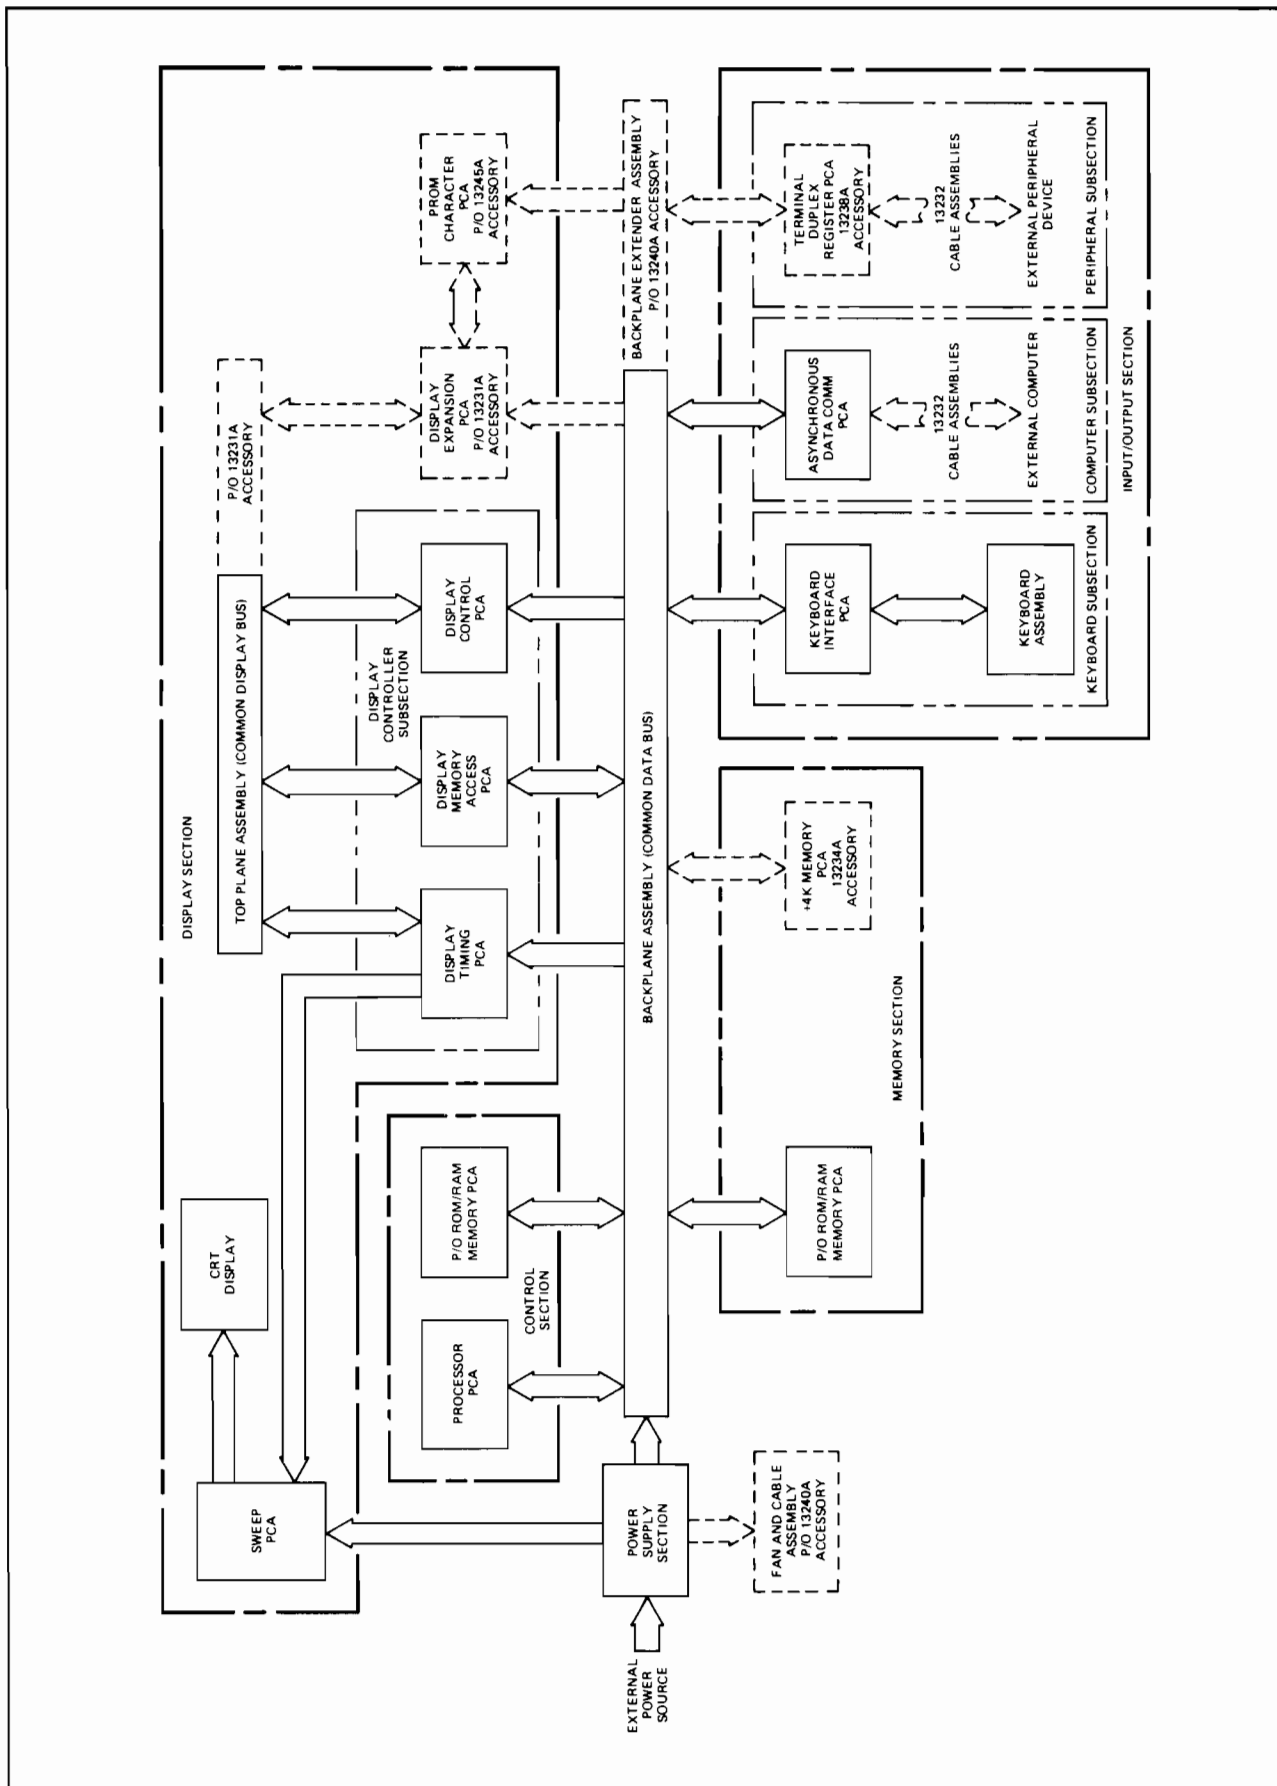 DISPLAY SECTION
CRT
DISPLAY
SWEEP
PCA
TOP PLANE ASSEMBLY (COMMON DISPLAY BUS)
P/O 13231A
ACCESSORY
DISPLAY
CONTROLLER
SUBSECTION
DISPLAY
TIMING
PCA
DISPLAY
MEMORY
ACCESS
PCA
DISPLAY
CONTROL
PCA
DISPLAY
EXPANSION
PCA
P/O 13231A
ACCESSORY
PROM
CHARACTER
PCA
P/O 13245A
ACCESSORY
PROCESSOR
PCA
P/O ROM/RAM
MEMORY PCA
CONTROL
SECTION
EXTERNAL
POWER
SOURCE
POWER
SUPPLY
SECTION
BACKPLANE ASSEMBLY (COMMON DATA BUS)
BACKPLANE EXTENDER ASSEMBLY
P/O 13240A ACCESSORY
FAN AND CABLE
ASSEMBLY
P/O 13240A
ACCESSORY
P/O ROM/RAM
MEMORY PCA
+4K MEMORY
PCA
13234A
ACCESSORY
MEMORY SECTION
KEYBOARD
INTERFACE
PCA
KEYBOARD
ASSEMBLY
KEYBOARD SUBSECTION
ASYNCHRONOUS
DATA COMM
PCA
13232
CABLE ASSEMBLIES
EXTERNAL COMPUTER
COMPUTER SUBSECTION
TERMINAL
DUPLEX
REGISTER PCA
13238A
ACCESSORY
13232
CABLE ASSEMBLIES
EXTERNAL PERIPHERAL
DEVICE
PERIPHERAL SUBSECTION
INPUT/OUTPUT SECTION